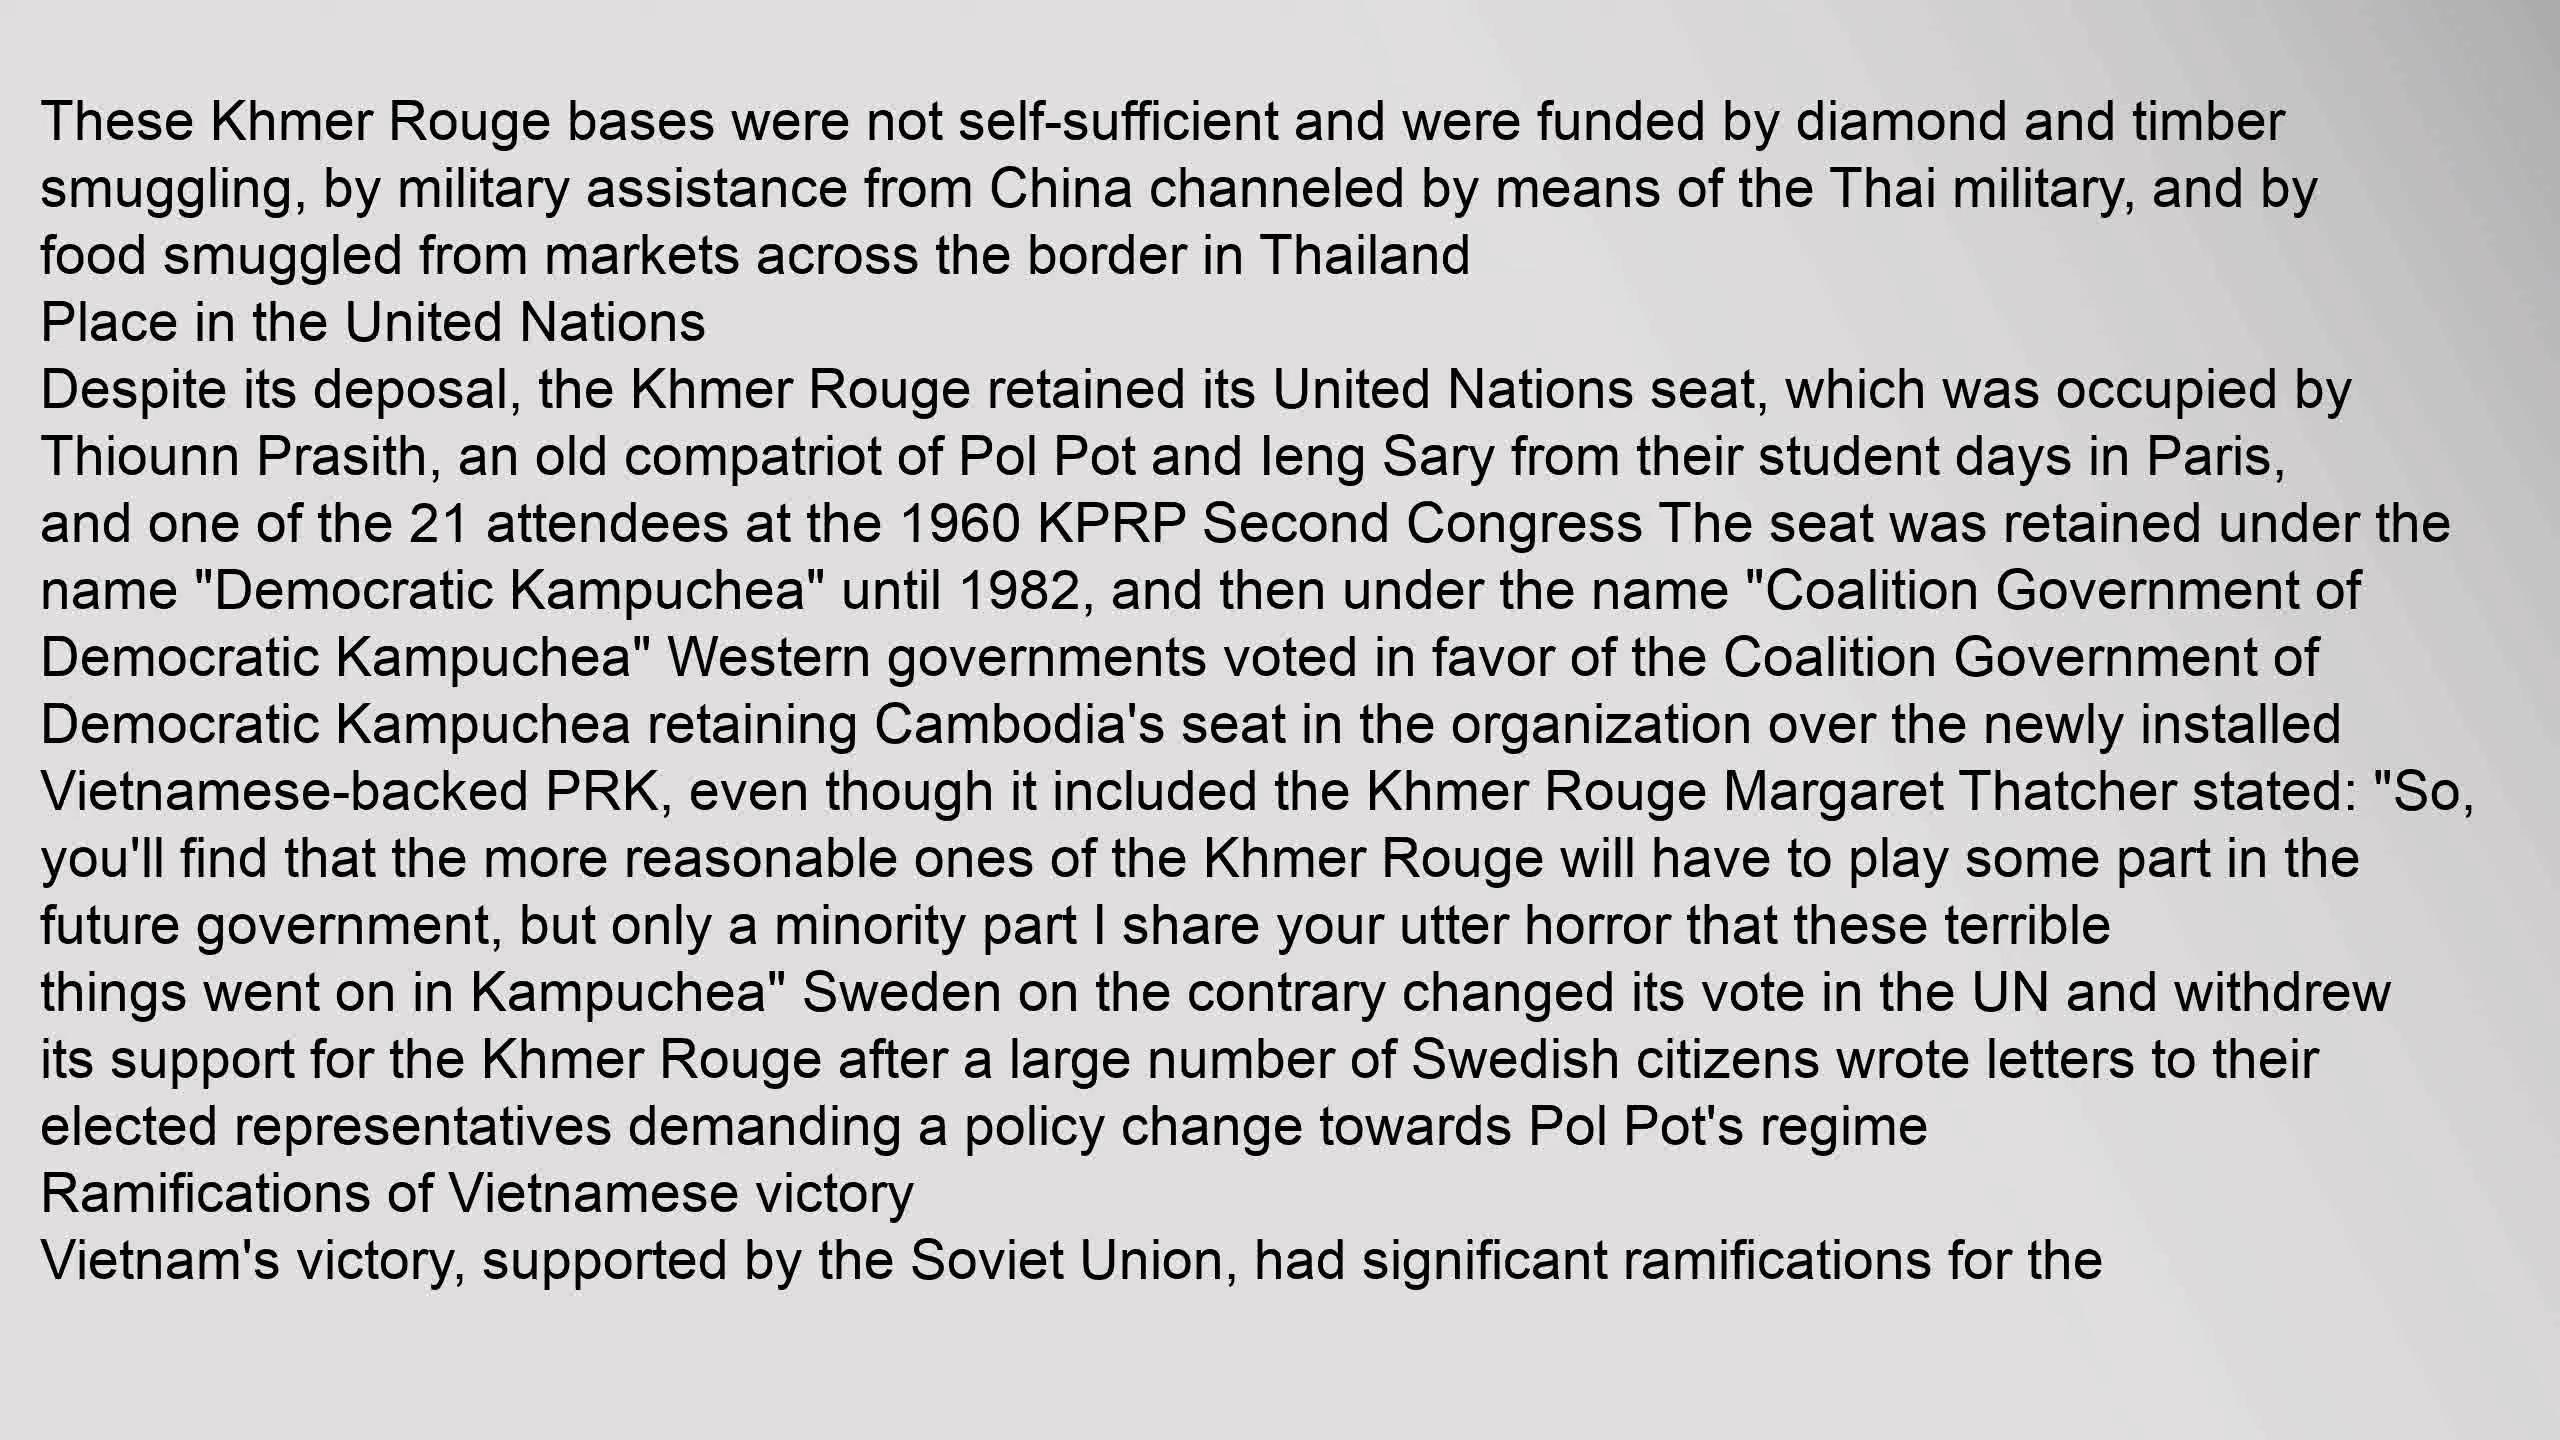 These Khmer Rouge bases were not self-sufficient and were funded by diamond and timber
smuggling, by military assistance from China channeled by means of the Thai military, and by
food smuggled from markets across the border in Thailand
Place in the United Nations
Despite its deposal, the Khmer Rouge retained its United Nations seat, which was occupied by
Thiounn Prasith, an old compatriot of Pol Pot and Ieng Sary from their student days in Paris,
and one of the 21 attendees at the 1960 KPRP Second Congress The seat was retained under the
name "Democratic Kampuchea" until 1982, and then under the name "Coalition Government of
Democratic Kampuchea" Western governments voted in favor of the Coalition Government of
Democratic Kampuchea retaining Cambodia's seat in the organization over the newly installed
Vietnamese-backed PRK, even though it included the Khmer Rouge Margaret Thatcher stated: "So,
you'll find that the more reasonable ones of the Khmer Rouge will have to play some part in the
future government, but only a minority part I share your utter horror that these terrible
things went on in Kampuchea" Sweden on the contrary changed its vote in the UN and withdrew
its support for the Khmer Rouge after a large number of Swedish citizens wrote letters to their
elected representatives demanding a policy change towards Pol Pot's regime
Ramifications of Vietnamese victory
Vietnam's victory, supported by the Soviet Union, had significant ramifications for the